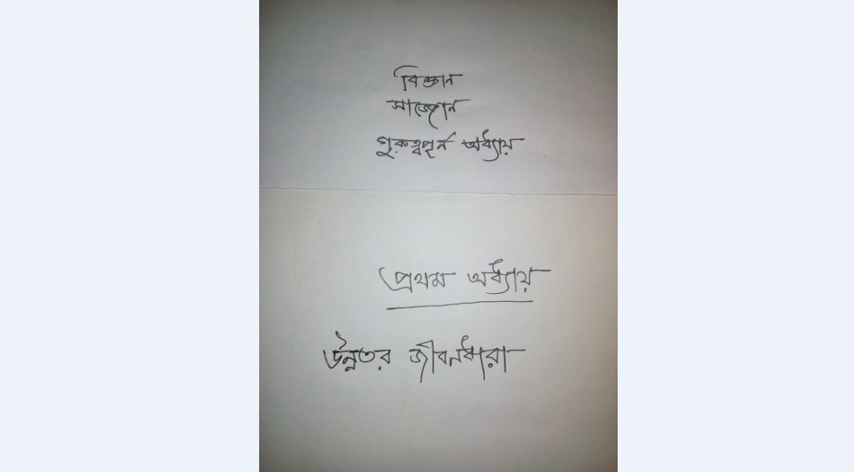 বিজ্ঞান
সাজেশন
গুরুত্বপূর্ন অধ্যায়
প্রথম অধ্যায়
উন্নতর জীবনধারা